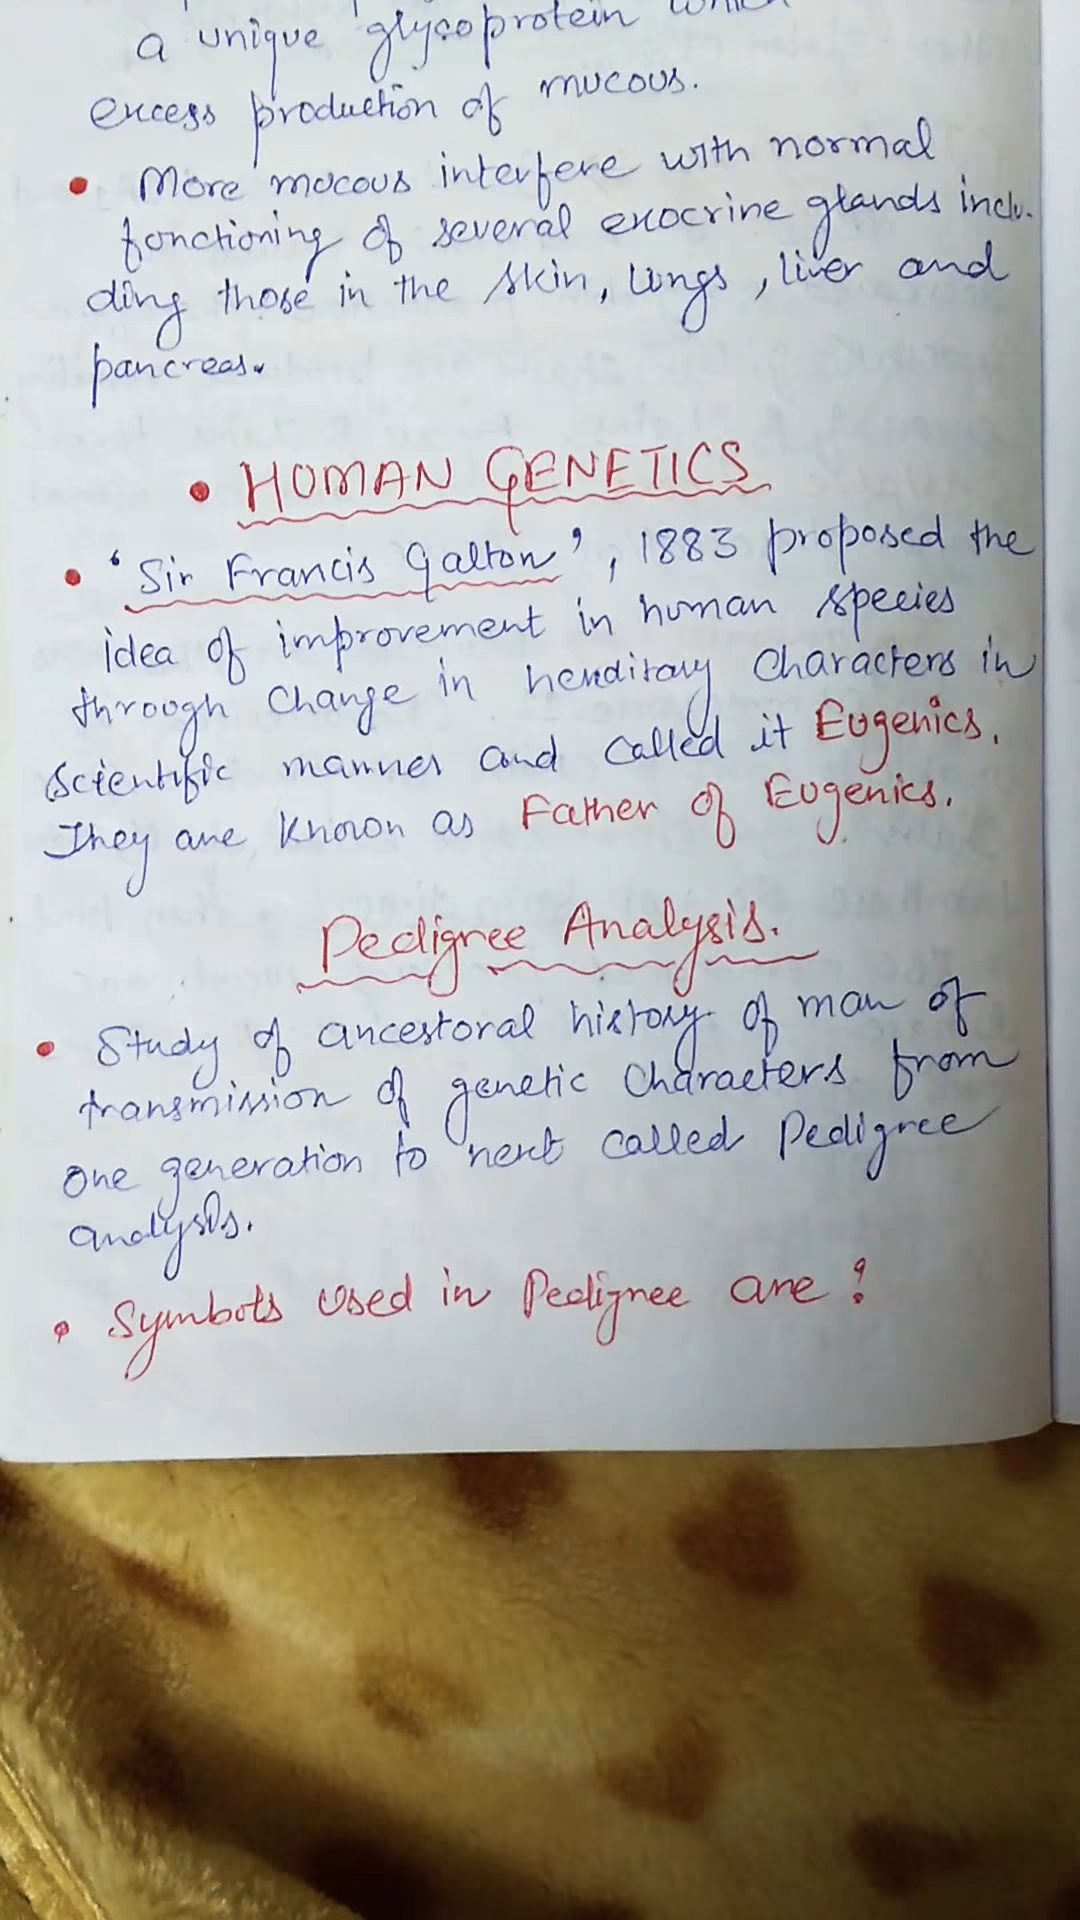 a unique glycoprotein which
excess production of mucous.
• More mucous interfere with normal
functioning of several exocrine glands inclu-
ding those in the skin, lungs, liver and
pancreas.
• HUMAN GENETICS
• 'Sir Francis Galton', 1883 proposed the
idea of improvement in human species
through change in herditary characters in
scientific manner and called it Eugenics.
They are known as Father of Eugenics.
Pedigree Analysis.
• Study of ancestoral history of man of
transmission of genetic characters from
one generation to next called Pedigree
analysis.
• Symbols used in Pedigree are :